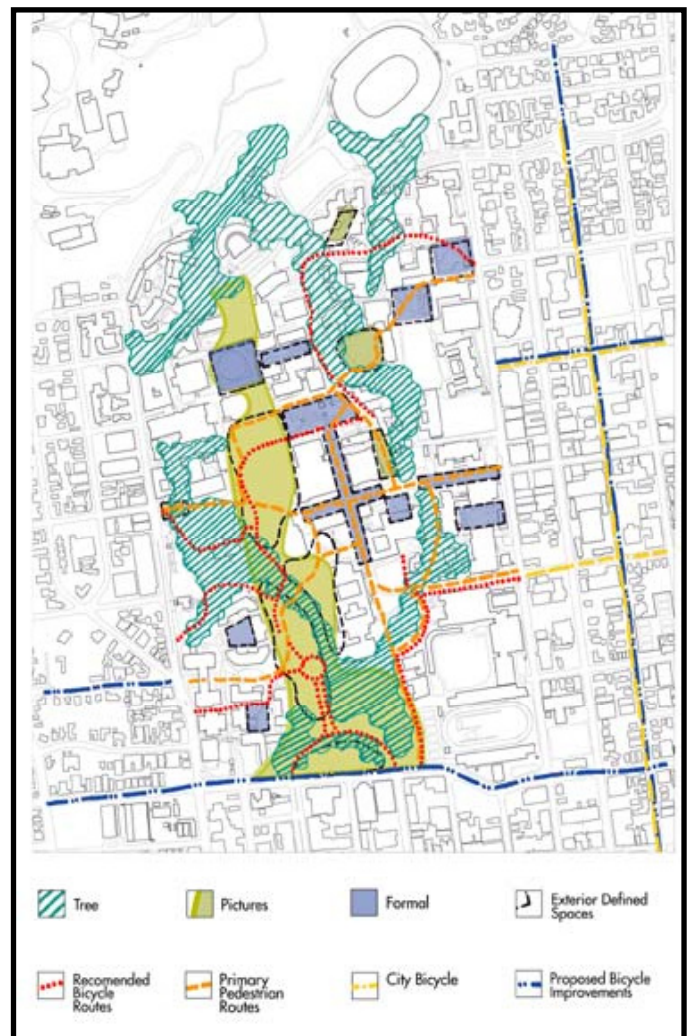 Tree
Pictures
Formal
Exterior Defined
Spaces
Recomended
Bicycle
Routes
Primary
Pedestrian
Routes
City Bicycle
Proposed Bicycle
Improvements